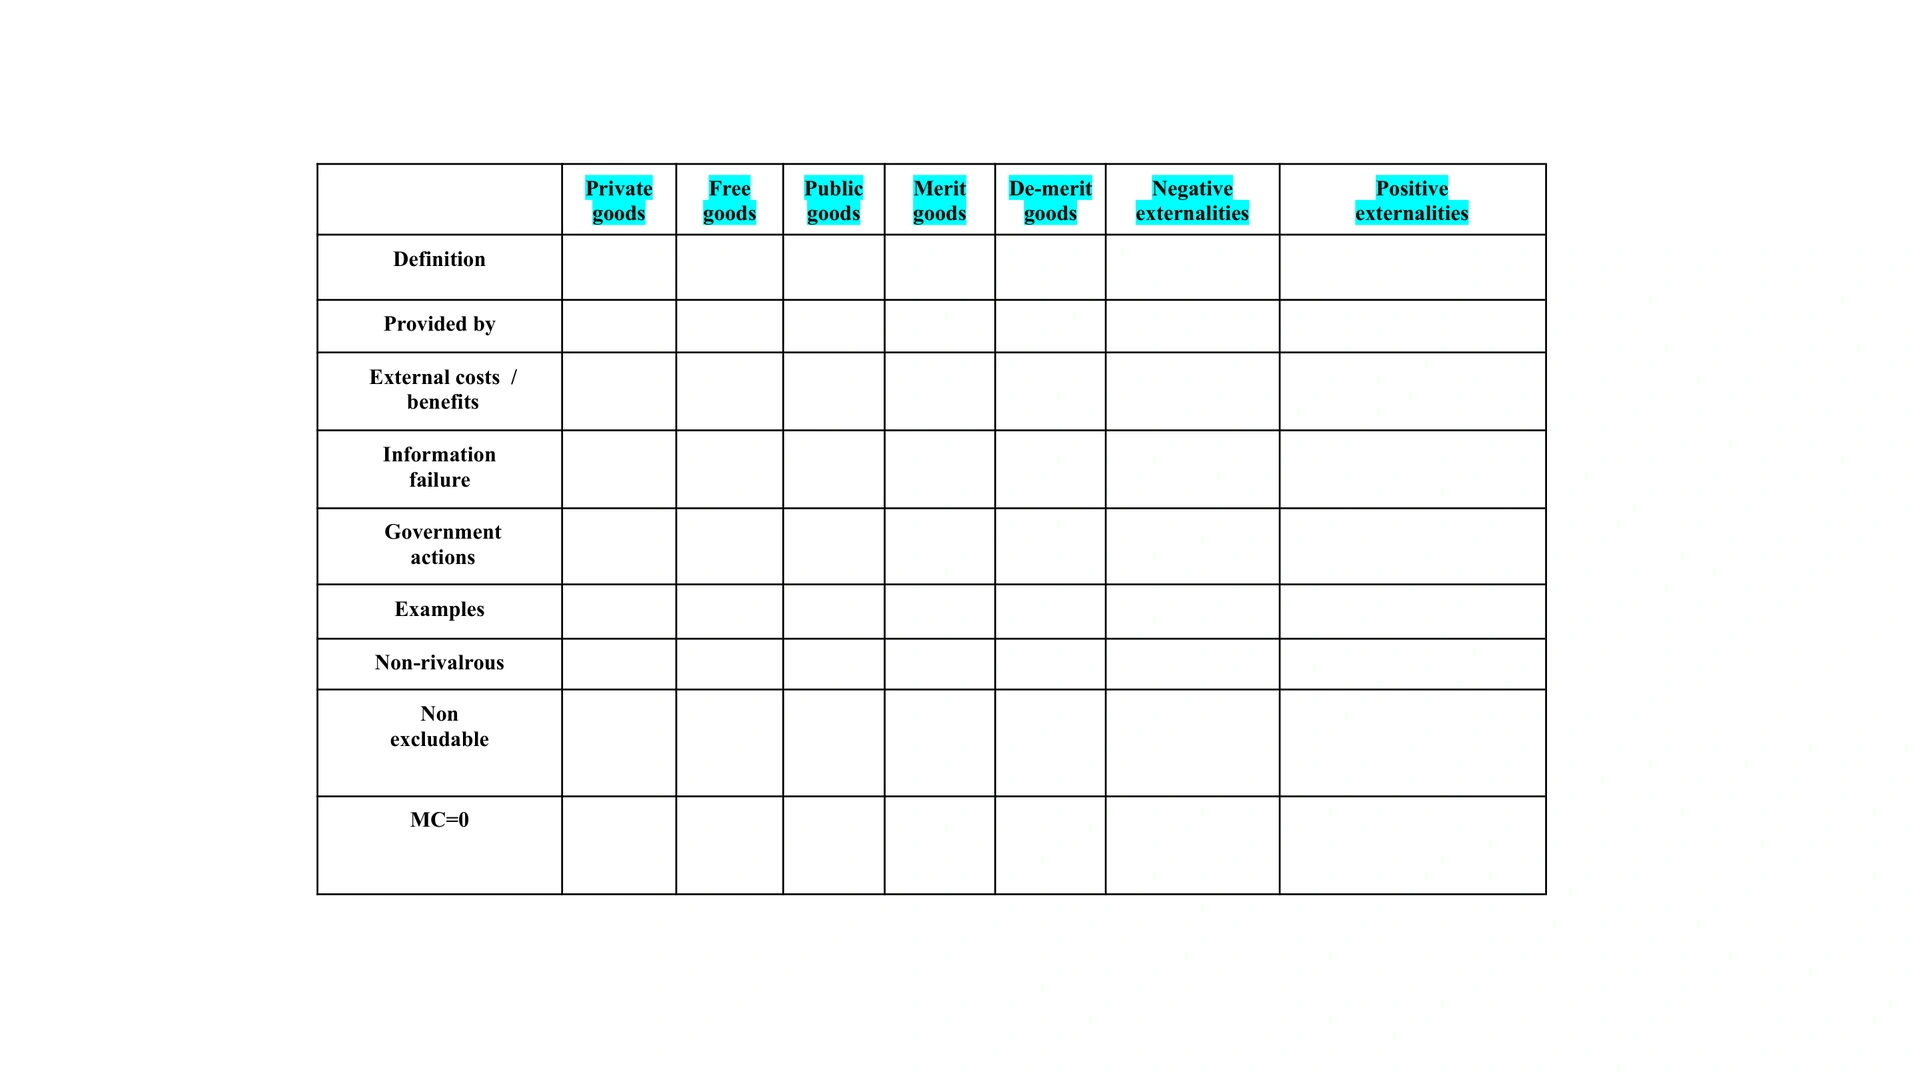 Private goods
Free goods
Public goods
Merit goods
De-merit goods
Negative externalities
Positive externalities
Definition
Provided by
External costs / benefits
Information failure
Government actions
Examples
Non-rivalrous
Non excludable
MC=0